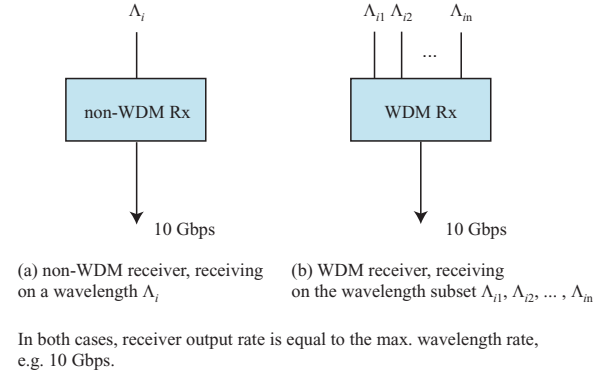 Λi
Λi1 Λi2 Λin
...
non-WDM Rx
WDM Rx
10 Gbps
10 Gbps
(a) non-WDM receiver, receiving
on a wavelength Λi
(b) WDM receiver, receiving
on the wavelength subset Λi1, Λi2, ... , Λin
In both cases, receiver output rate is equal to the max. wavelength rate,
e.g. 10 Gbps.